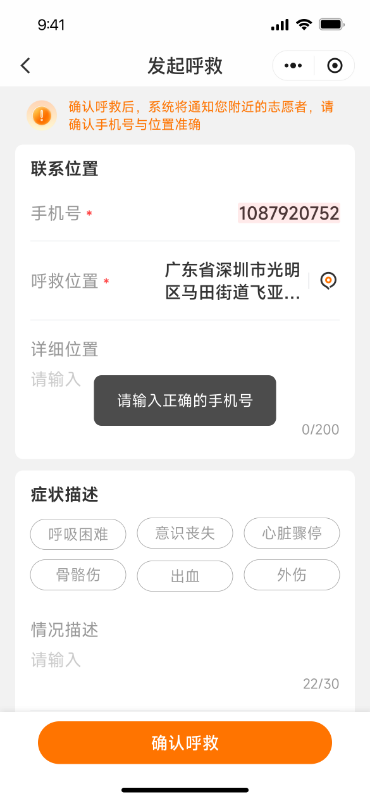 9:41
发起呼救
确认呼救后，系统将通知您附近的志愿者，请
确认手机号与位置准确
联系位置
手机号 * 1087920752
呼救位置 * 广东省深圳市光明
区马田街道飞亚...
详细位置
请输入
请输入正确的手机号
0/200
症状描述
呼吸困难 意识丧失 心脏骤停
骨骼伤 出血 外伤
情况描述
请输入
22/30
确认呼救